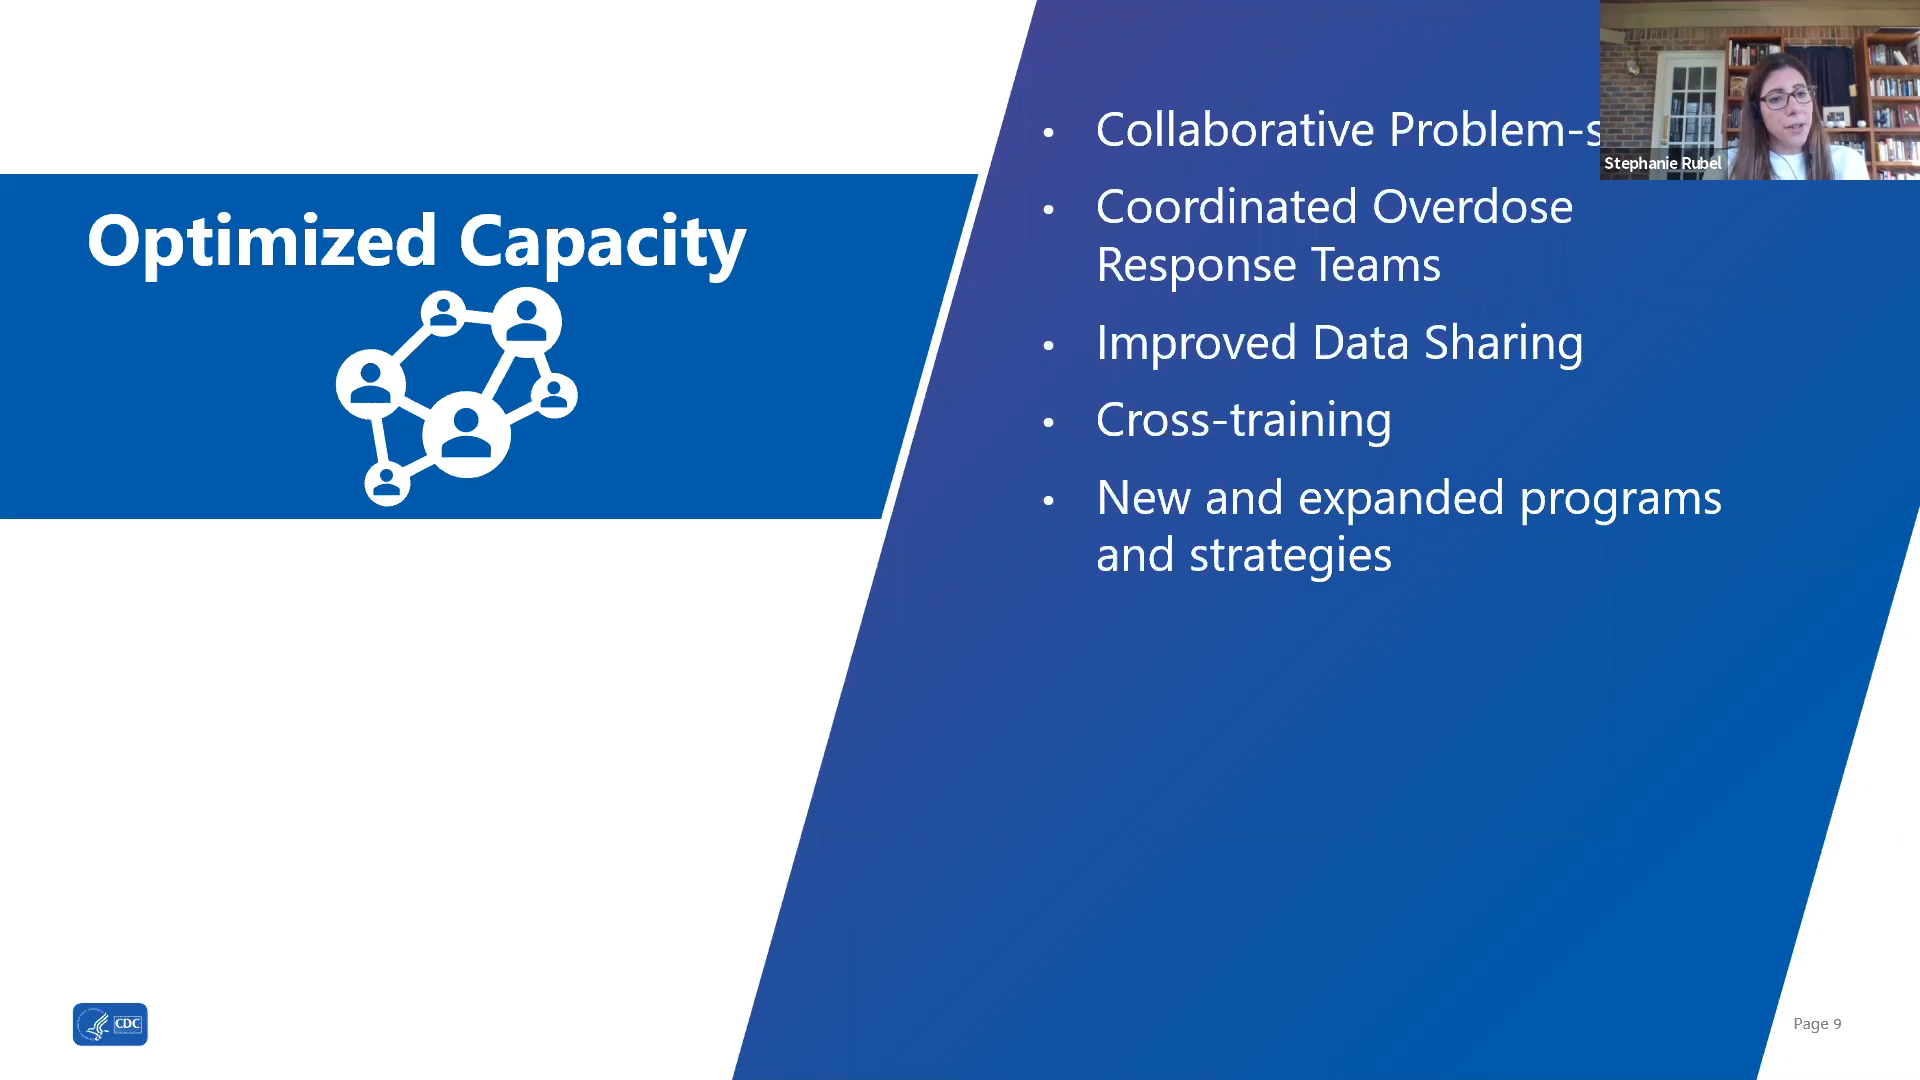 Optimized Capacity
• Collaborative Problem-s
• Coordinated Overdose
Response Teams
• Improved Data Sharing
• Cross-training
• New and expanded programs
and strategies
Stephanie Rubel
CDC
Page 9